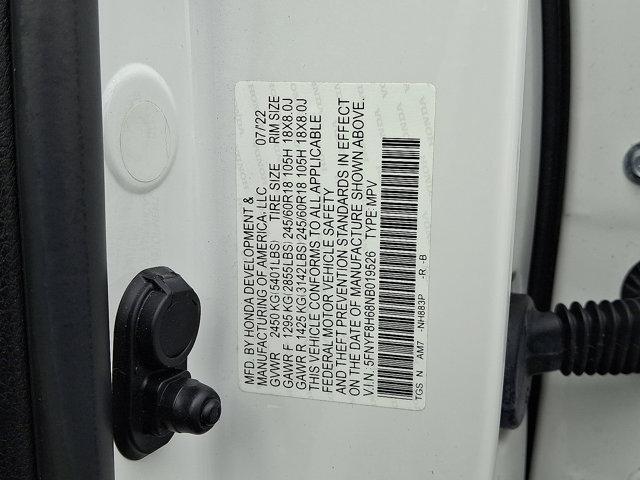 MFD. BY HONDA DEVELOPMENT &
MANUFACTURING OF AMERICA, LLC 07/'22
GVWR 2450 KG(5401LBS) TIRE SIZE RIM SIZE
GAWR F 1295 KG(2855LBS) 245/60R18 105H 18X8.0J
GAWR R 1425 KG(3142LBS) 245/60R18 105H 18X8.0J
THIS VEHICLE CONFORMS TO ALL APPLICABLE
FEDERAL MOTOR VEHICLE SAFETY
AND THEFT PREVENTION STANDARDS IN EFFECT
ON THE DATE OF MANUFACTURE SHOWN ABOVE.
V.I.N: 5FNYF8H68NB019526 TYPE: MPV
TGS N AM7 -NH883P -R -B